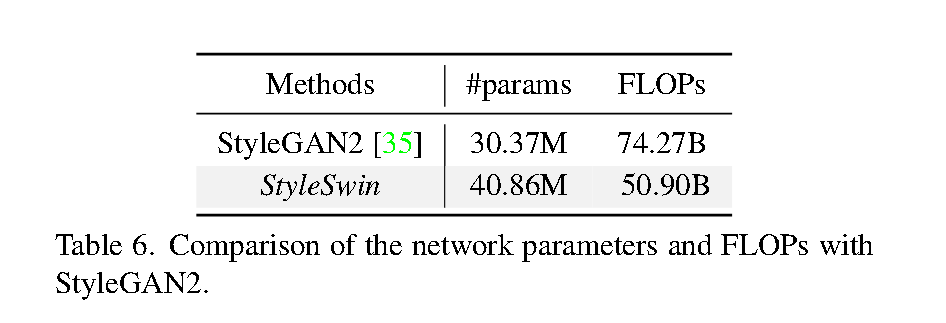 Methods #params FLOPs
StyleGAN2 [35] 30.37M 74.27B
StyleSwin 40.86M 50.90B
Table 6. Comparison of the network parameters and FLOPs with
StyleGAN2.